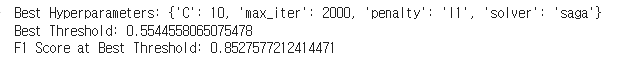 Best Hyperparameters: {'C': 10, 'max_iter': 2000, 'penalty': 'l1', 'solver': 'saga'}
Best Threshold: 0.5544558065075478
F1 Score at Best Threshold: 0.8527577212414471